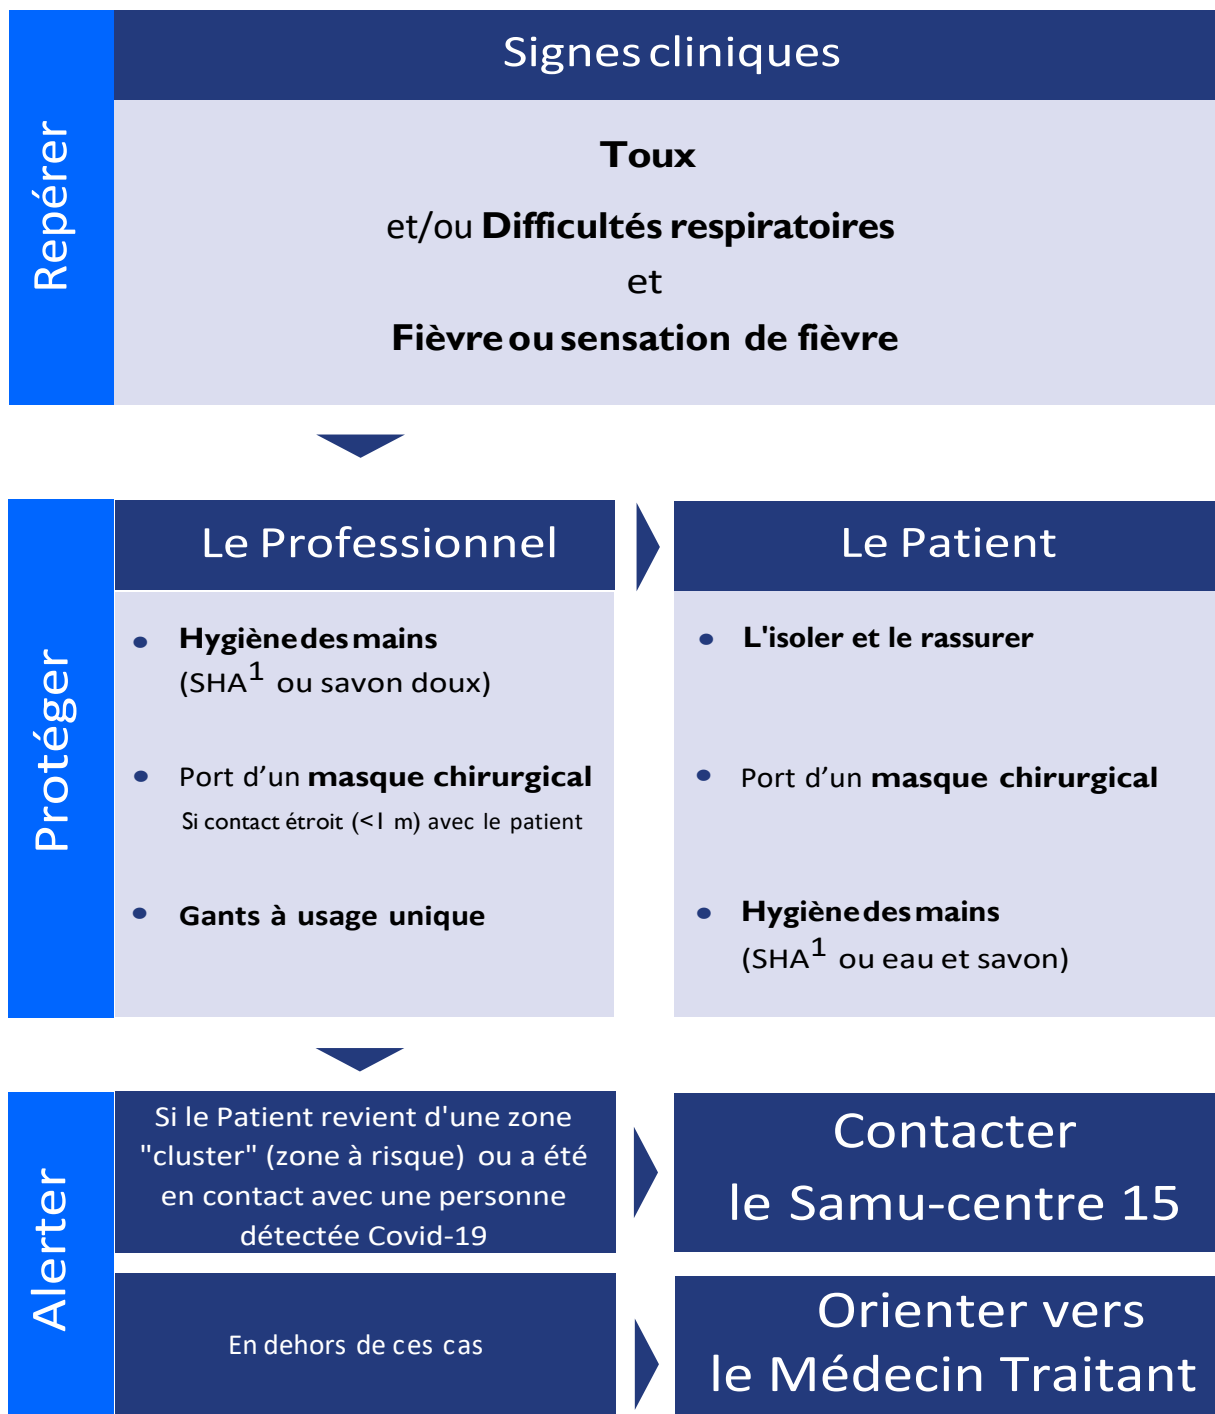 Repérer
Signes cliniques
Toux
et/ou Difficultés respiratoires
et
Fièvre ou sensation de fièvre
Protéger
Le Professionnel
Hygiène des mains
(SHA1 ou savon doux)
Port d’un masque chirurgical
Si contact étroit (<1 m) avec le patient
Gants à usage unique
Le Patient
L'isoler et le rassurer
Port d’un masque chirurgical
Hygiène des mains
(SHA1 ou eau et savon)
Alerter
Si le Patient revient d'une zone
"cluster" (zone à risque) ou a été
en contact avec une personne
détectée Covid-19
Contacter
le Samu-centre 15
En dehors de ces cas
Orienter vers
le Médecin Traitant